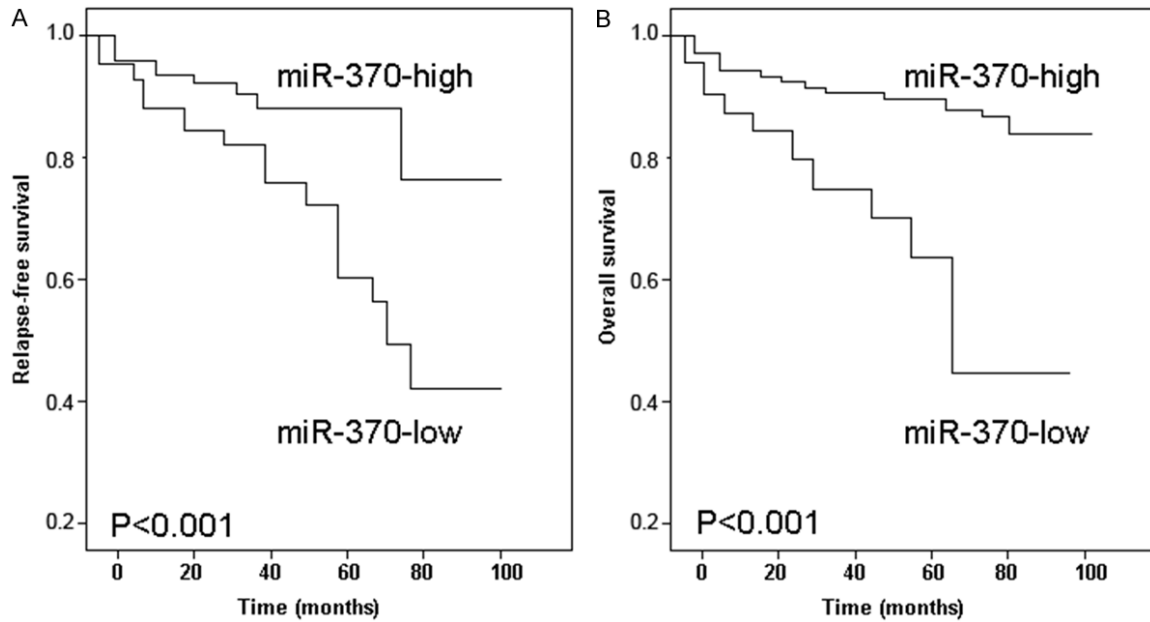 A
1.0
0.8
0.6
0.4
0.2
Relapse-free survival
miR-370-high
miR-370-low
P<0.001
0 20 40 60 80 100
Time (months)
B
1.0
0.8
0.6
0.4
0.2
Overall survival
miR-370-high
miR-370-low
P<0.001
0 20 40 60 80 100
Time (months)